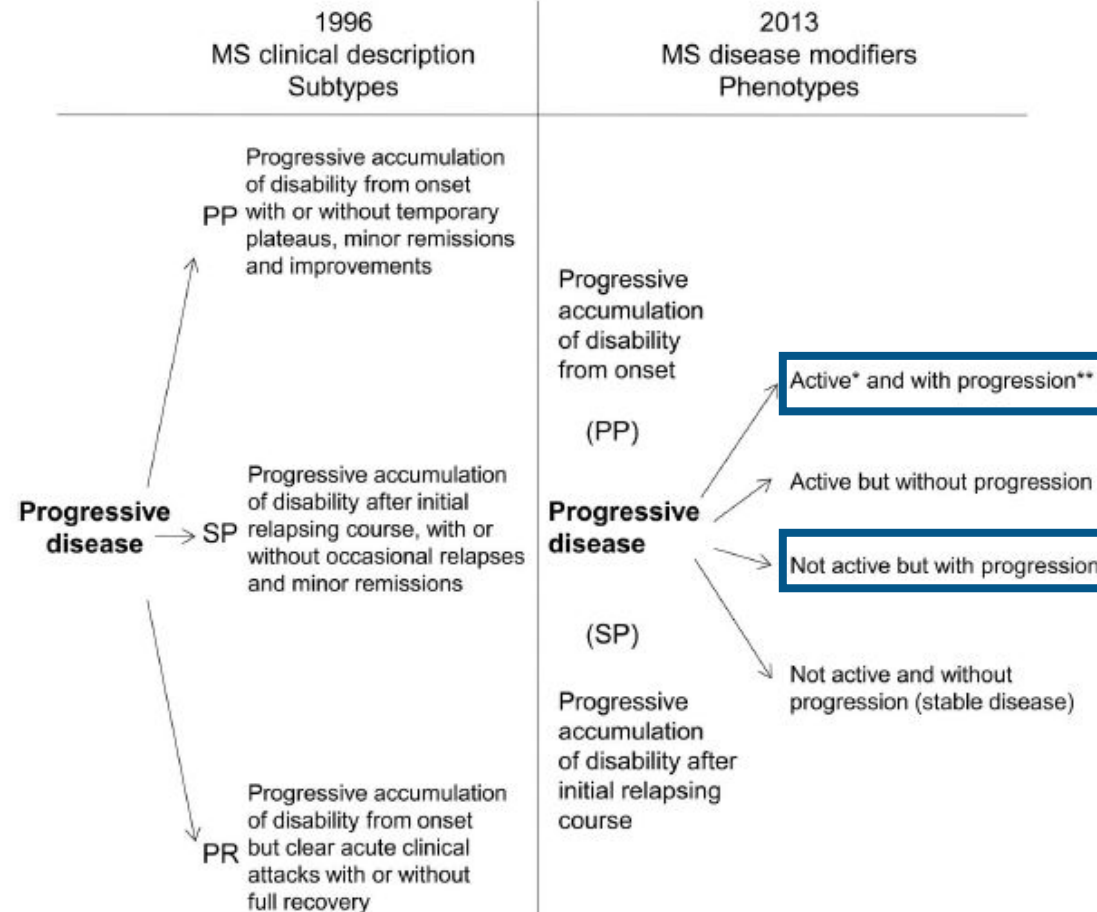 1996
MS clinical description
Subtypes
2013
MS disease modifiers
Phenotypes
Progressive
disease
PP
Progressive accumulation
of disability from onset
with or without temporary
plateaus, minor remissions
and improvements
SP
Progressive accumulation
of disability after initial
relapsing course, with or
without occasional relapses
and minor remissions
PR
Progressive accumulation
of disability from onset
but clear acute clinical
attacks with or without
full recovery
Progressive
accumulation
of disability
from onset
(PP)
Progressive
disease
(SP)
Progressive
accumulation
of disability after
initial relapsing
course
Active* and with progression**
Active but without progression
Not active but with progression
Not active and without
progression (stable disease)